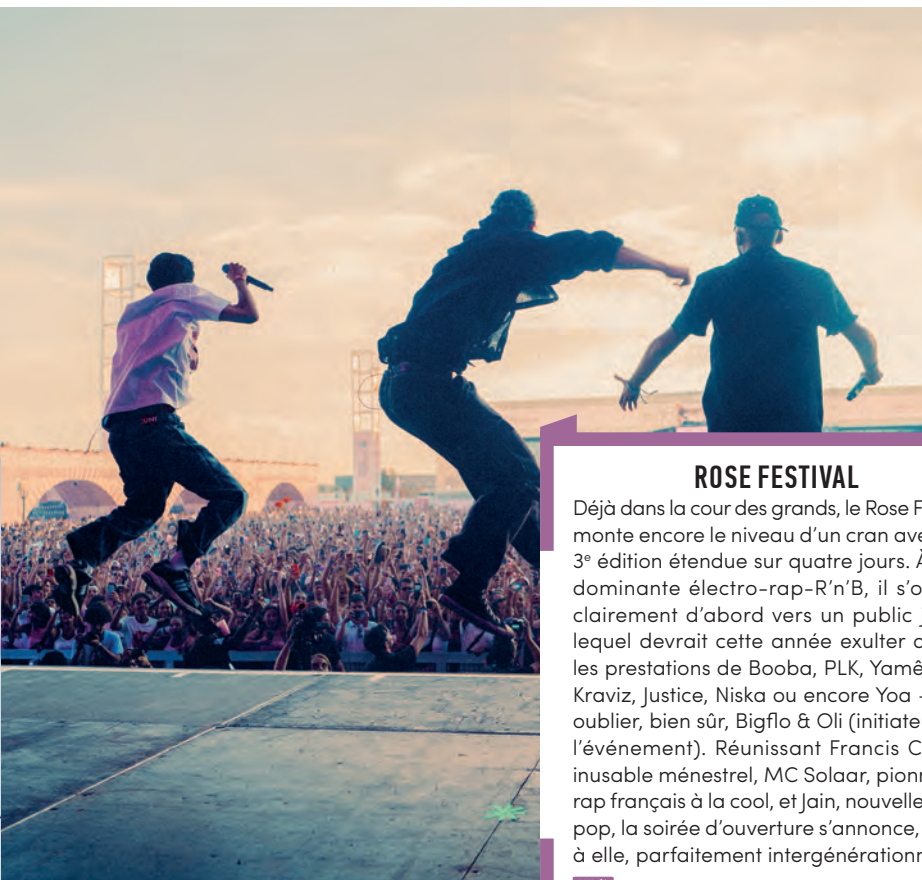 ROSE FESTIVAL
Déjà dans la cour des grands, le Rose
monte encore le niveau d’un cran
3e édition étendue sur quatre jours. À
dominante électro-rap-R’n’B, il
clairement d’abord vers un public
lequel devrait cette année exulter
les prestations de Booba, PLK,
Kraviz, Justice, Niska ou encore Yoa
oublier, bien sûr, Bigflo & Oli
l’événement). Réunissant Francis
inusable ménestrel, MC Solaar,
rap français à la cool, et Jain,
pop, la soirée d’ouverture s’annonce,
à elle, parfaitement